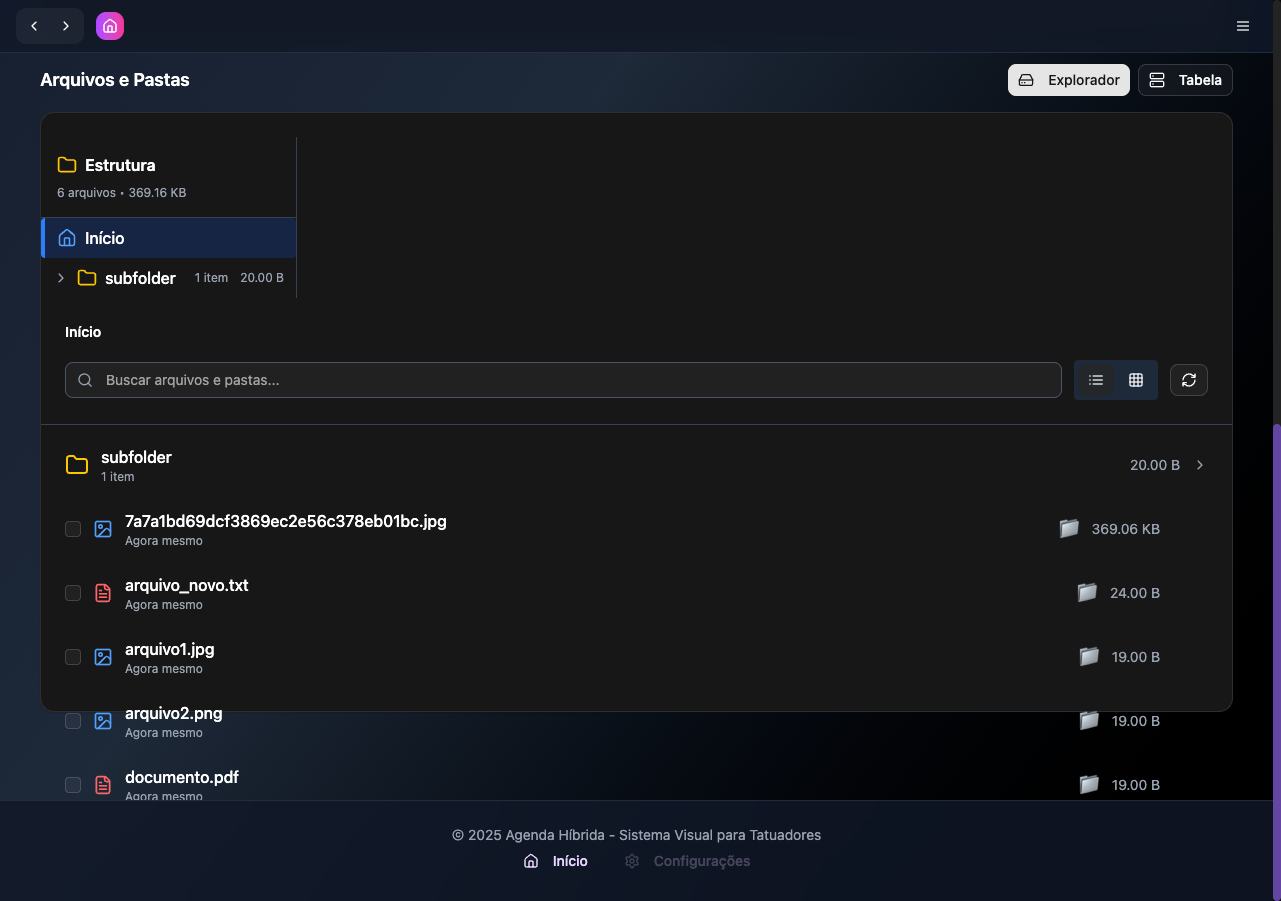 Arquivos e Pastas
Explorador
Tabela
Estrutura
6 arquivos • 369.16 KB
Início
subfolder 1 item 20.00 B
Início
Buscar arquivos e pastas...
subfolder
1 item
20.00 B
7a7a1bd69dcf3869ec2e56c378eb01bc.jpg
Agora mesmo
369.06 KB
arquivo_novo.txt
Agora mesmo
24.00 B
arquivo1.jpg
Agora mesmo
19.00 B
arquivo2.png
Agora mesmo
19.00 B
documento.pdf
Agora mesmo
19.00 B
© 2025 Agenda Híbrida - Sistema Visual para Tatuadores
Início
Configurações